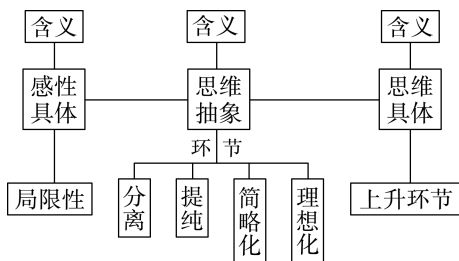 含义 含义 含义
感性具体 思维抽象 思维具体
环节
局限性 分离 提纯 简略化 理想化 上升环节